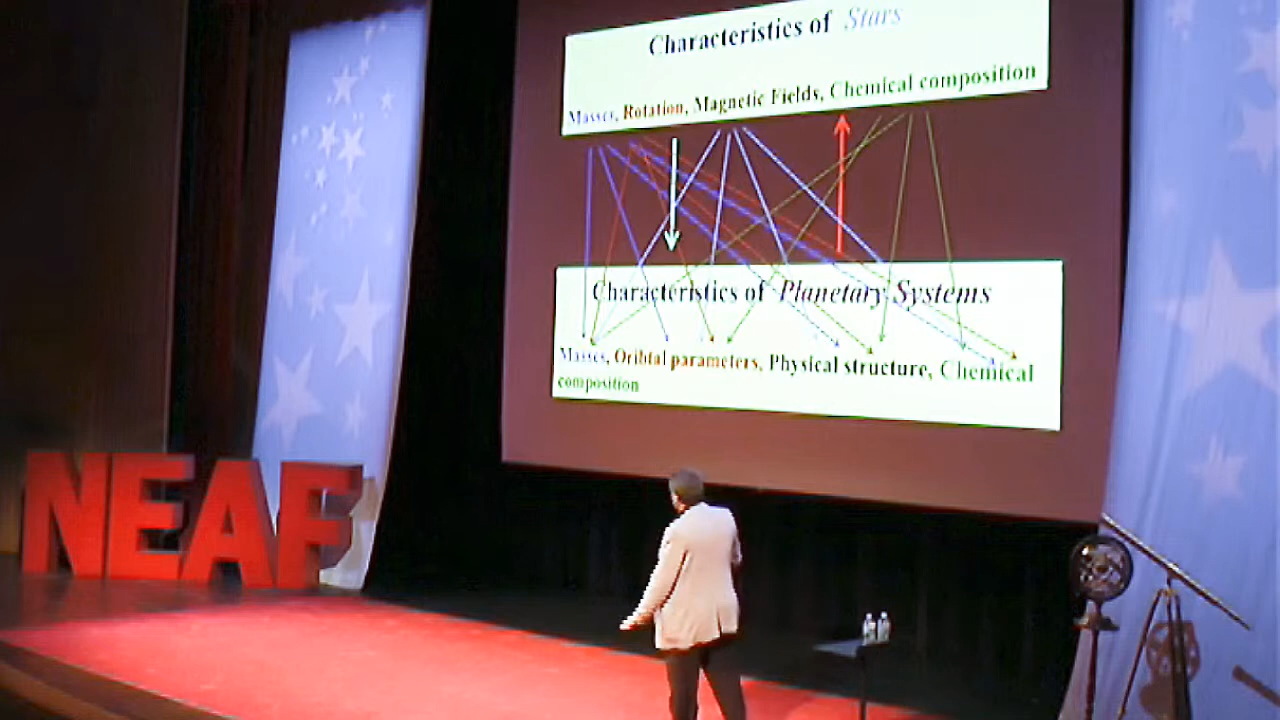 Characteristics of Stars
Masses, Rotation, Magnetic Fields, Chemical composition
Characteristics of Planetary Systems
Masses, Oribtal parameters, Physical structure, Chemical
composition
NEAF